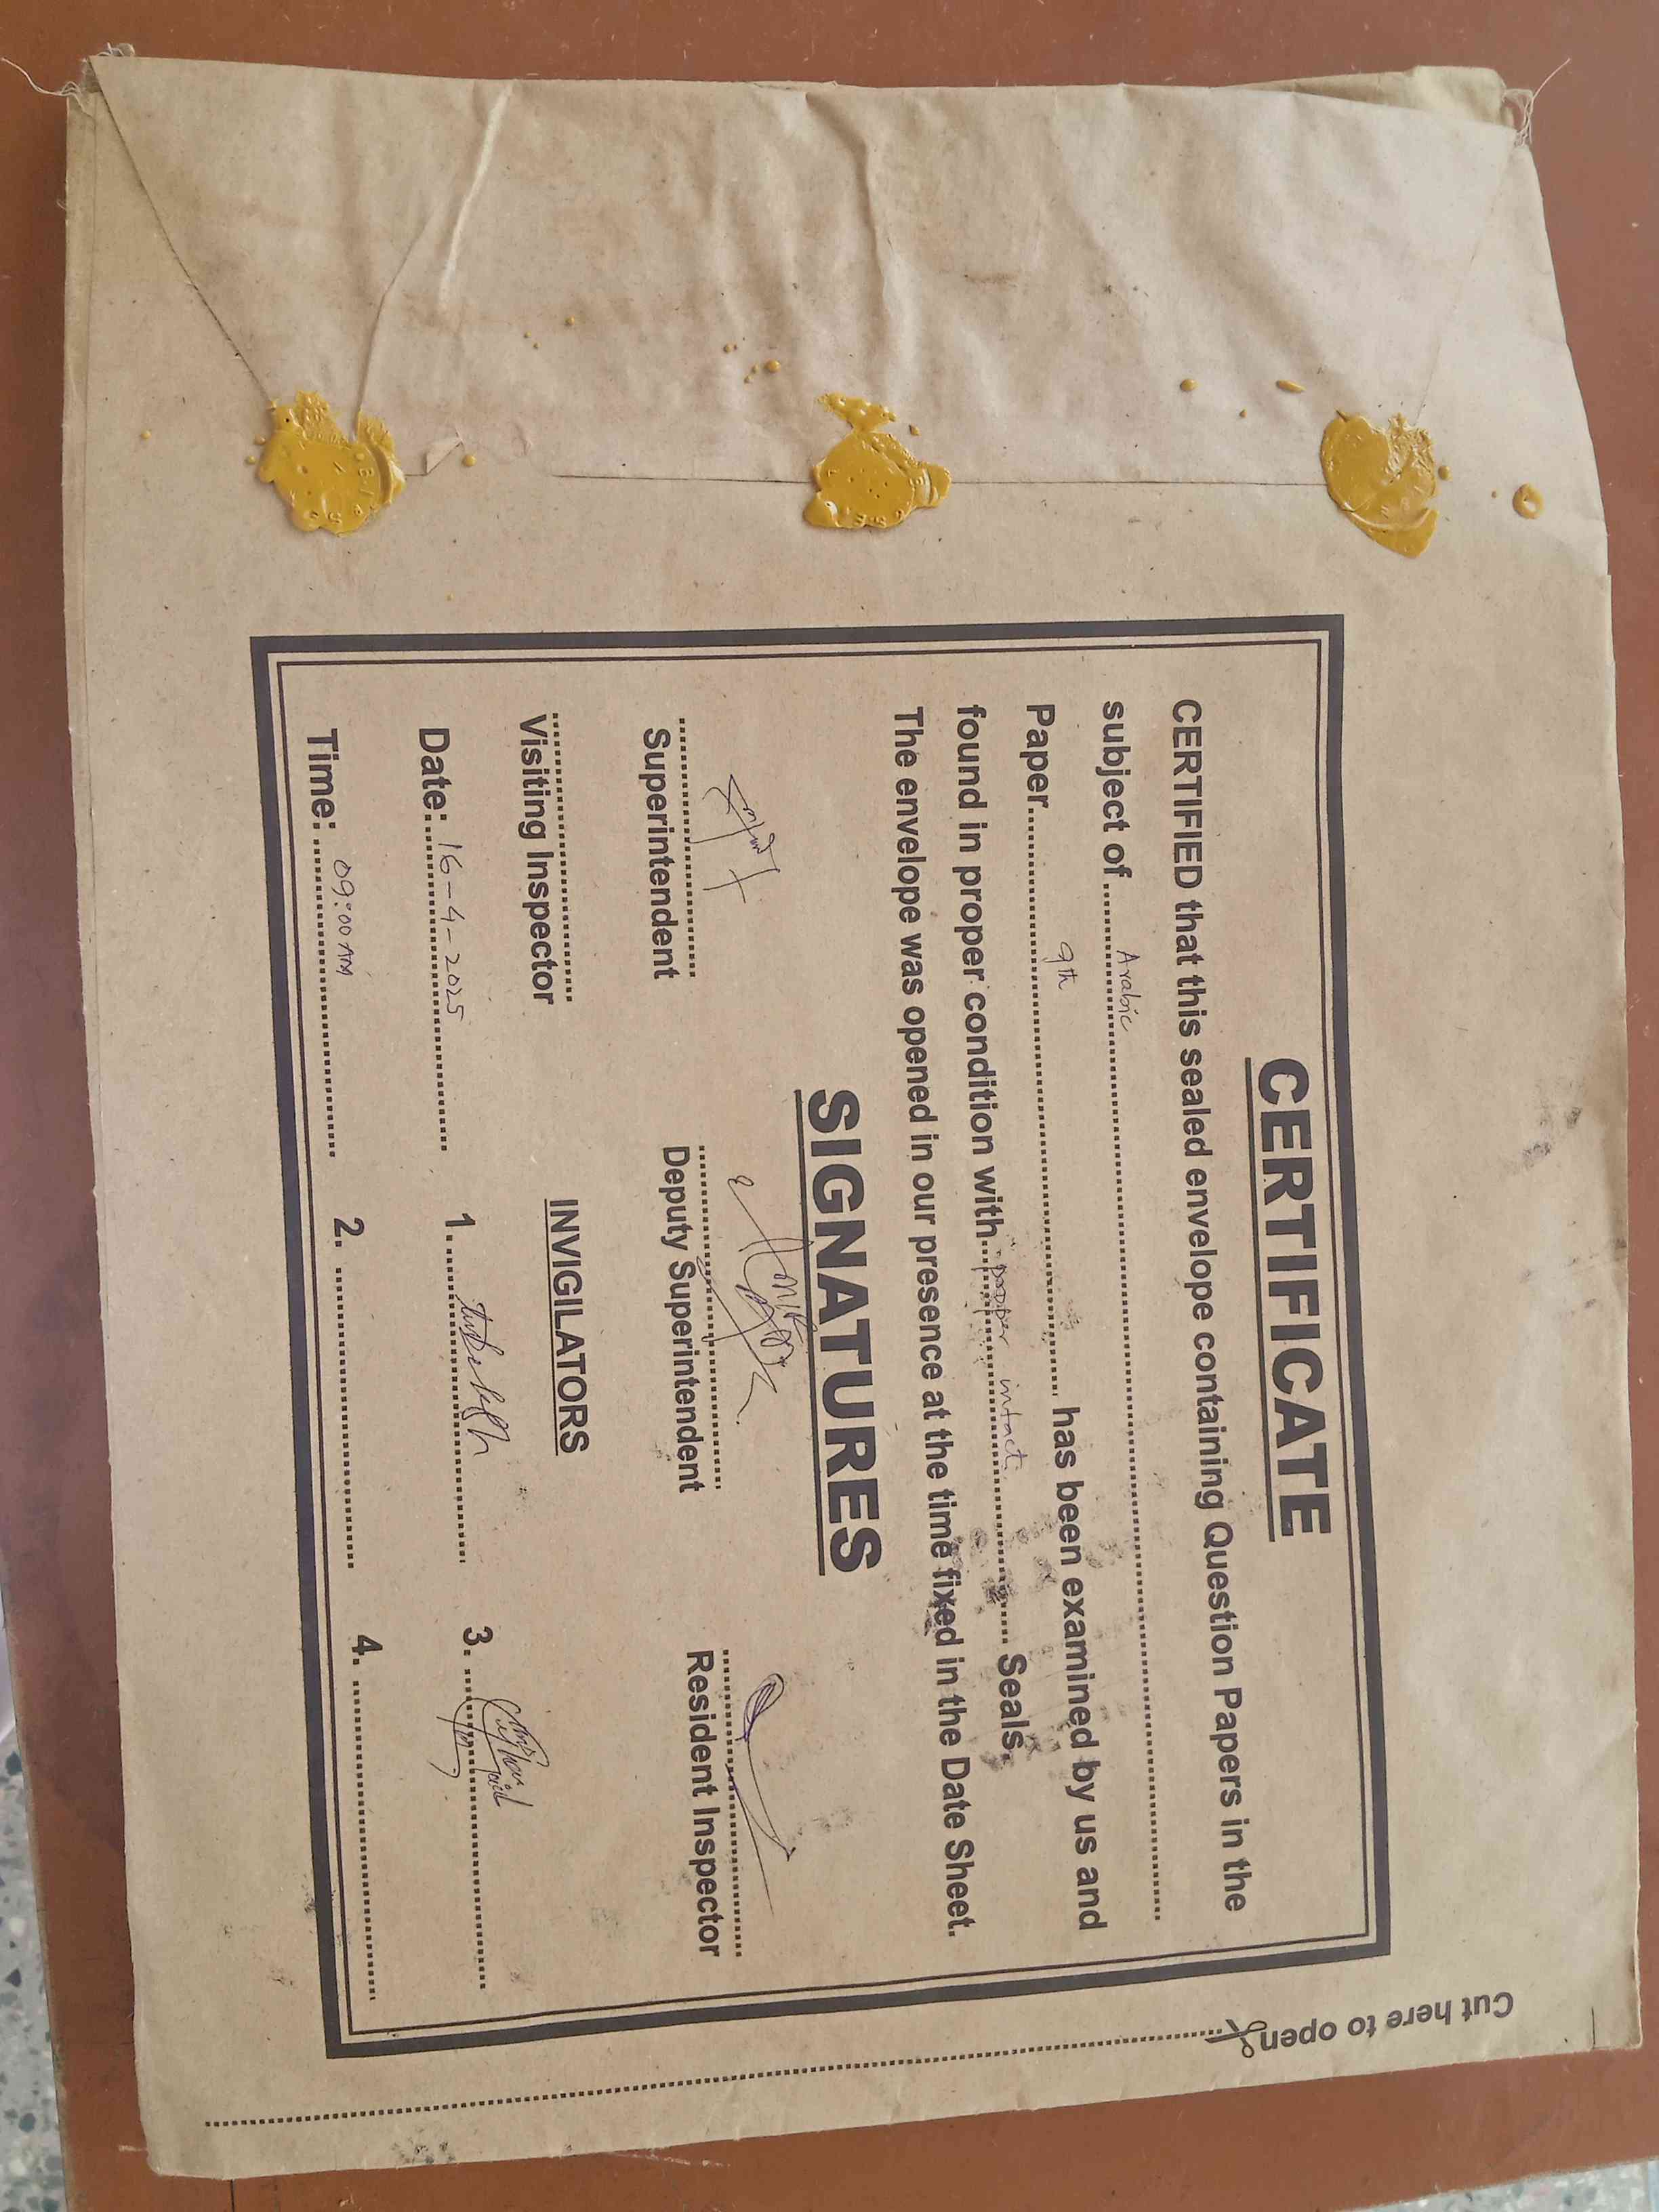 CERTIFICATE
CERTIFIED that this sealed envelope containing Question Papers in the
subject of ........ Arabic ........
Paper........ 9th ........ has been examined by us and
found in proper condition with........ intact ........ Seals.
The envelope was opened in our presence at the time fixed in the Date Sheet.
SIGNATURES
Superintendent Deputy Superintendent Resident Inspector
Visiting Inspector
INVIGILATORS
Date: 16-4-2025 1. 3.
Time: 09:00 AM 2. 4.
Cut here to open